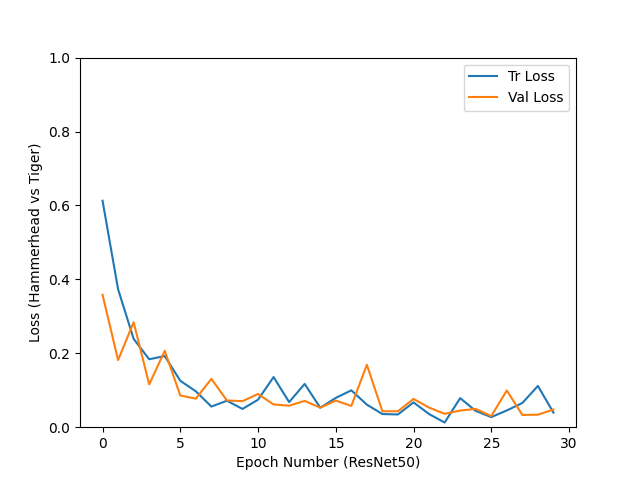 1.0
0.8
0.6
0.4
0.2
0.0
Loss (Hammerhead vs Tiger)
Tr Loss
Val Loss
0 5 10 15 20 25 30
Epoch Number (ResNet50)